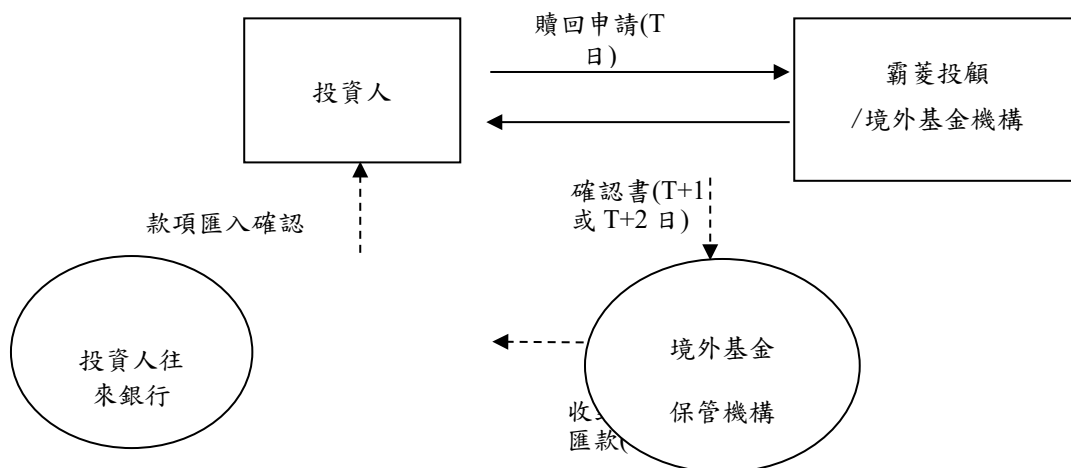 贖回申請(T
日)
投資人
霸菱投顧
/境外基金機構
確認書(T+1
或 T+2 日)
款項匯入確認
投資人往
來銀行
境外基金
保管機構
收
匯款(